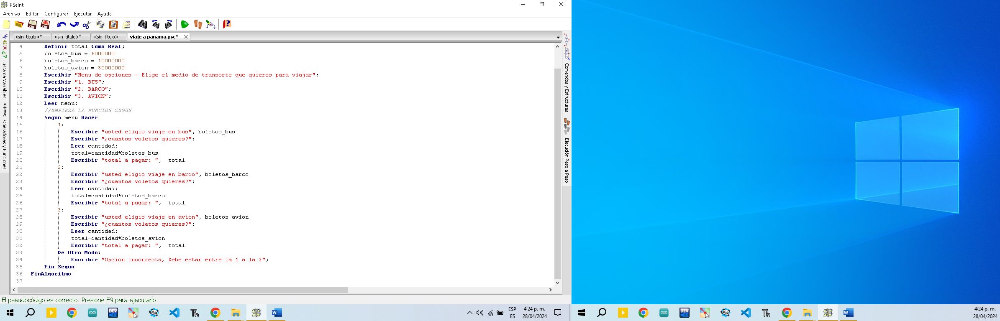 PSeInt
Archivo Editar Configurar Ejecutar Ayuda
<sin_titulo>* <sin_titulo>* <sin_titulo> viaje a panama.psc*
4 Definir total Como Real;
5 boletos_bus = 6000000
6 boletos_barco = 10000000
7 boletos_avion = 30000000
8 Escribir "Menu de opciones - Elige el medio de transorte que quieres para viajar";
9 Escribir "1. BUS";
10 Escribir "2. BARCO";
11 Escribir "3. AVION";
12 Leer menu;
13 //EMPIEZA LA FUNCION SEGUN
14 Segun menu Hacer
15 1:
16 Escribir "usted eligio viaje en bus", boletos_bus
17 Escribir "¿cuantos voletos quieres?";
18 Leer cantidad;
19 total=cantidad*boletos_bus
20 Escribir "total a pagar: ", total
21 2:
22 Escribir "usted eligio viaje en barco", boletos_barco
23 Escribir "¿cuantos voletos quieres?";
24 Leer cantidad;
25 total=cantidad*boletos_barco
26 Escribir "total a pagar: ", total
27 3:
28 Escribir "usted eligio viaje en avion", boletos_avion
29 Escribir "¿cuantos voletos quieres?";
30 Leer cantidad;
31 total=cantidad*boletos_avion
32 Escribir "total a pagar: ", total
33 De Otro Modo:
34 Escribir "Opcion incorrecta, Debe estar entre la 1 a la 3";
35 Fin Segun
36 FinAlgoritmo
37
Lista de Variables
*+=< Operadores y Funciones
Comandos y Estructuras
Ejecución Paso a Paso
El pseudocódigo es correcto. Presione F9 para ejecutarlo.
ESP
ES
4:24 p. m.
28/04/2024
4:24 p. m.
28/04/2024